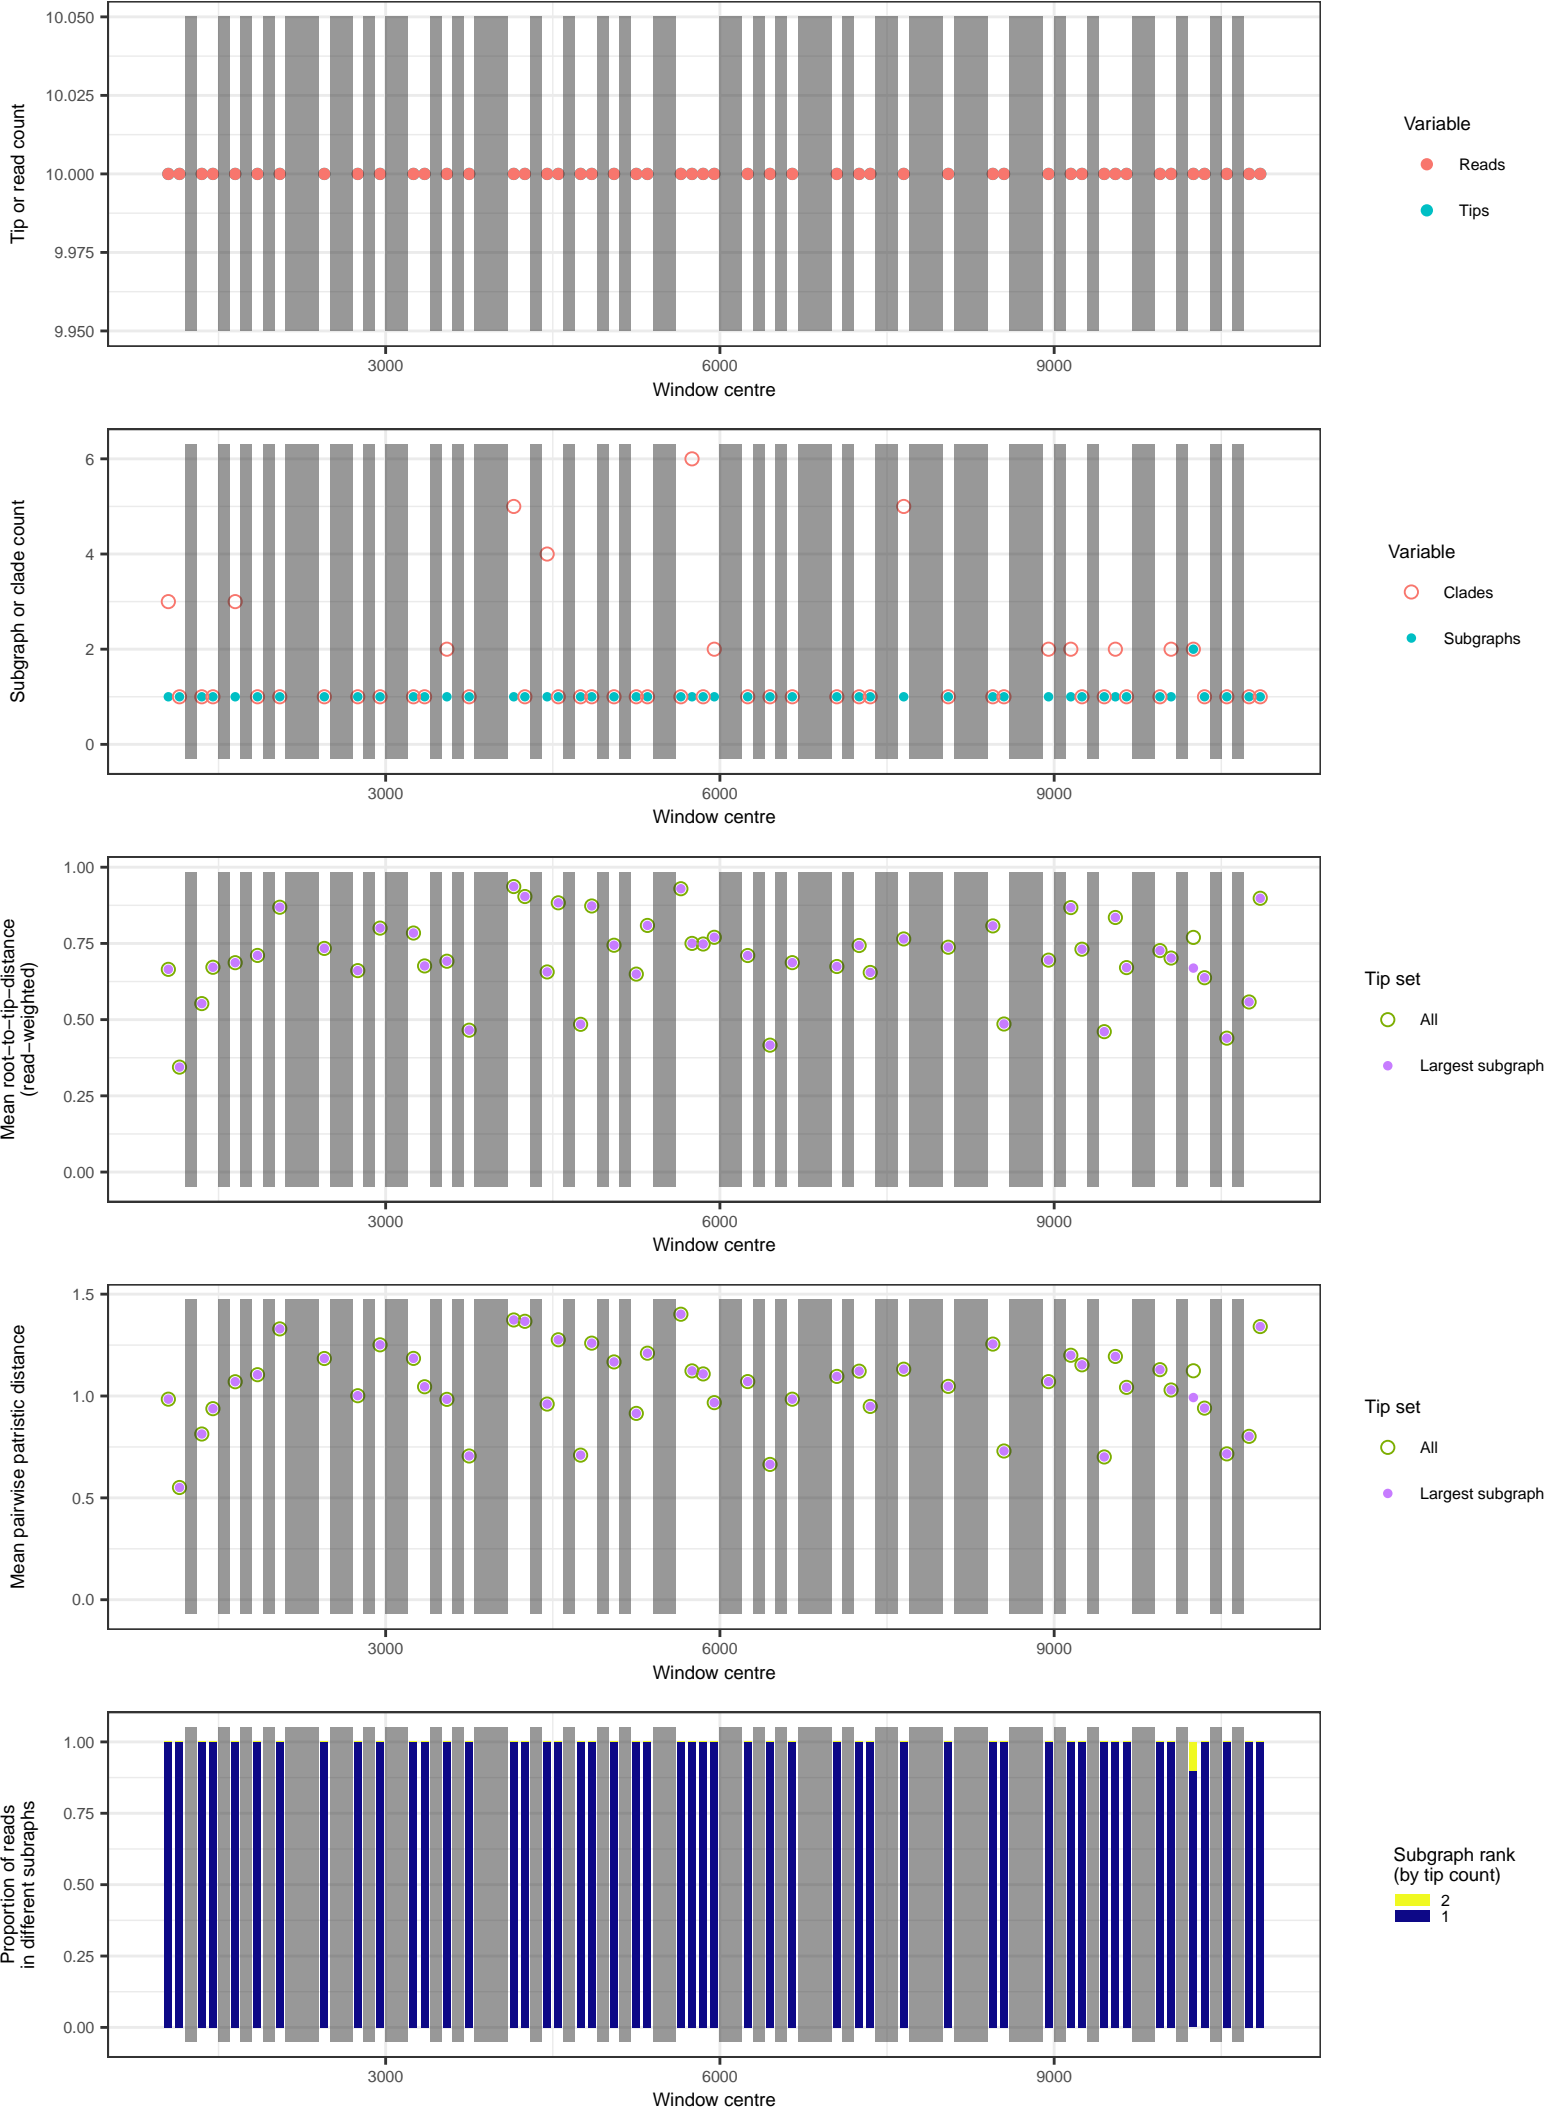 10.050
10.025
10.000
9.975
9.950
Tip or read count
3000
6000
9000
Window centre
Variable
Reads
Tips
6
4
2
0
Subgraph or clade count
3000
6000
9000
Window centre
Variable
Clades
Subgraphs
1.00
0.75
0.50
0.25
0.00
Mean root−to−tip−distance
(read−weighted)
3000
6000
9000
Window centre
Tip set
All
Largest subgraph
1.5
1.0
0.5
0.0
Mean pairwise patristic distance
3000
6000
9000
Window centre
Tip set
All
Largest subgraph
1.00
0.75
0.50
0.25
0.00
Proportion of reads
in different subraphs
3000
6000
9000
Window centre
Subgraph rank
(by tip count)
2
1